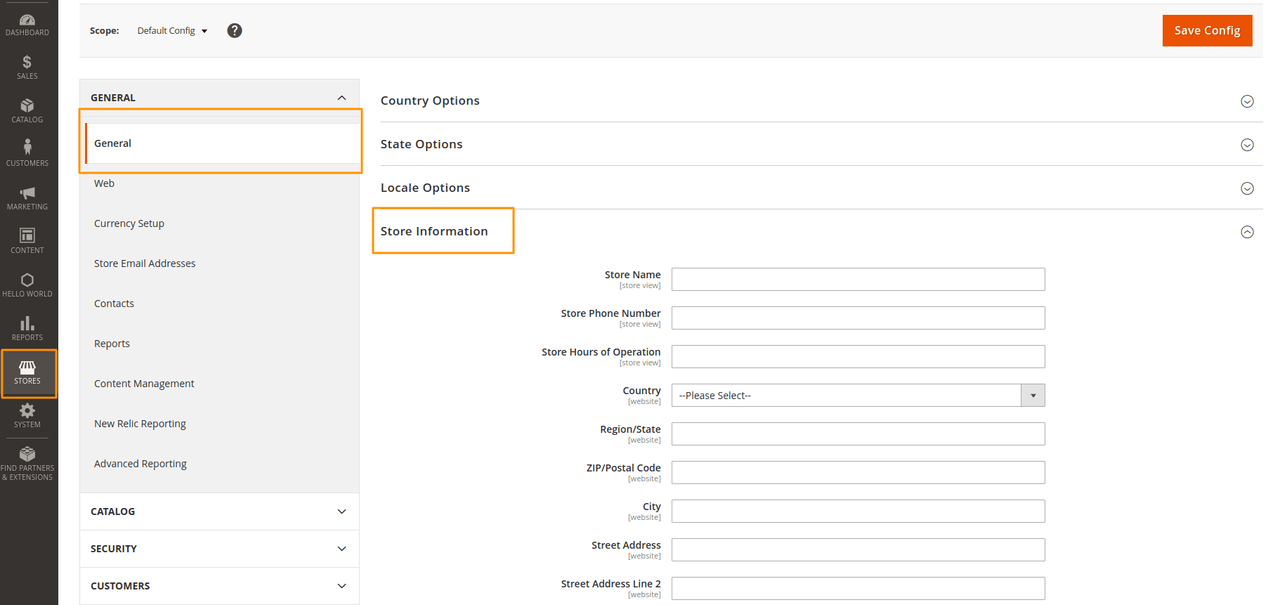 Scope:
Default Config
?
Save Config
DASHBOARD
SALES
CATALOG
CUSTOMERS
MARKETING
CONTENT
HELLO WORLD
REPORTS
STORES
SYSTEM
FIND PARTNERS
& EXTENSIONS
GENERAL
General
Web
Currency Setup
Store Email Addresses
Contacts
Reports
Content Management
New Relic Reporting
Advanced Reporting
CATALOG
SECURITY
CUSTOMERS
Country Options
State Options
Locale Options
Store Information
Store Name
[store view]
Store Phone Number
[store view]
Store Hours of Operation
[store view]
Country
[website]
--Please Select--
Region/State
[website]
ZIP/Postal Code
[website]
City
[website]
Street Address
[website]
Street Address Line 2
[website]